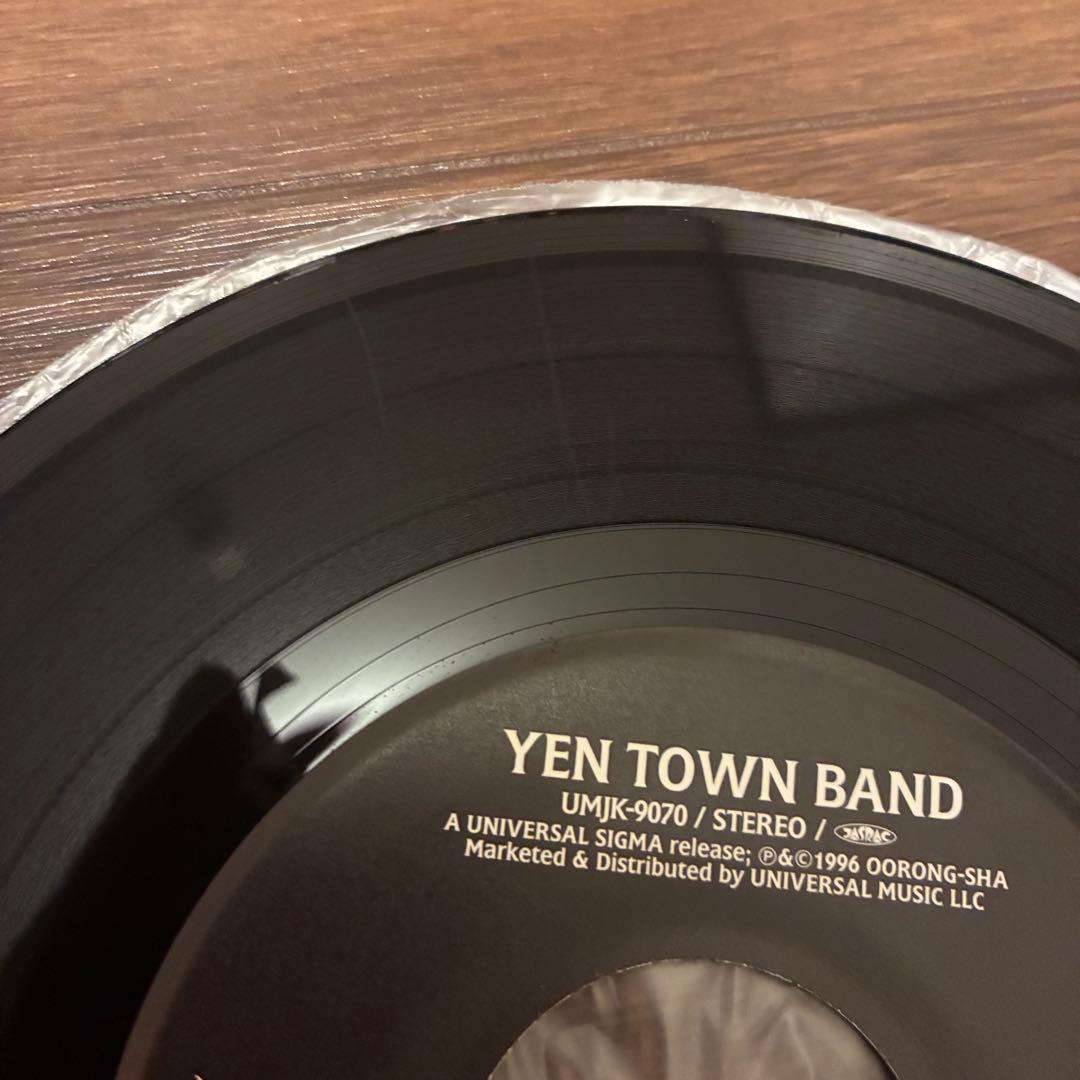 YEN TOWN BAND
UMJK-9070 / STEREO / JASRAC
A UNIVERSAL SIGMA release; ℗&©1996 OORONG-SHA
Marketed & Distributed by UNIVERSAL MUSIC LLC